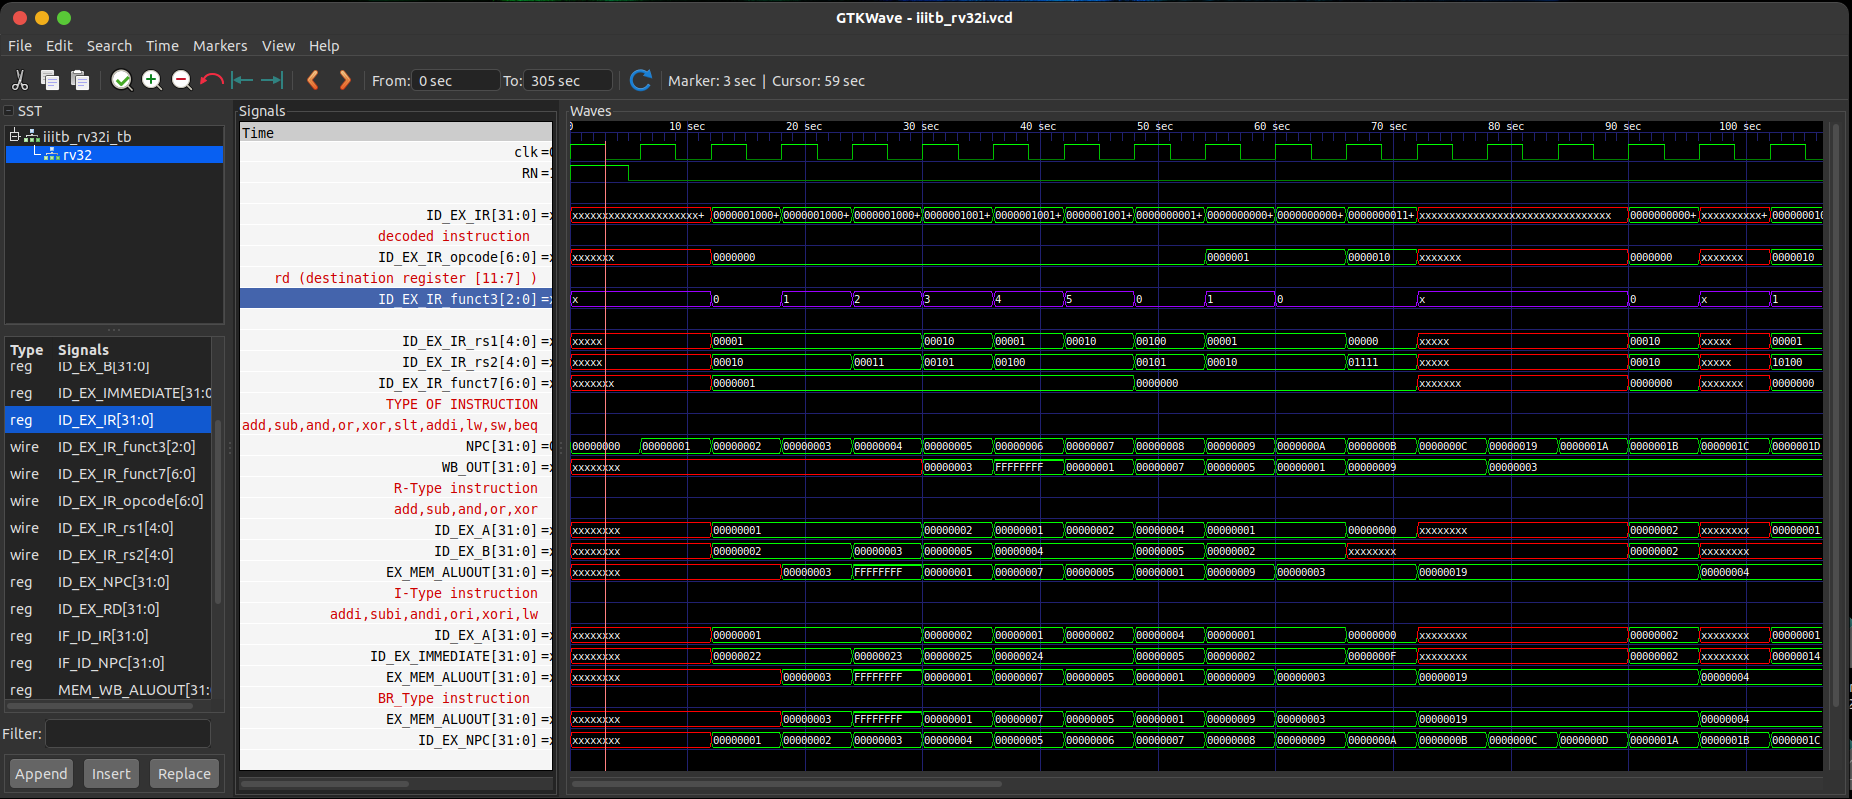 GTKWave - iiitb_rv32i.vcd
File Edit Search Time Markers View Help
From: 0 sec To: 305 sec Marker: 3 sec | Cursor: 59 sec
SST
iiitb_rv32i_tb
rv32
Type Signals
reg ID_EX_B[31:0]
reg ID_EX_IMMEDIATE[31:0
reg ID_EX_IR[31:0]
wire ID_EX_IR_funct3[2:0]
wire ID_EX_IR_funct7[6:0]
wire ID_EX_IR_opcode[6:0]
wire ID_EX_IR_rs1[4:0]
wire ID_EX_IR_rs2[4:0]
reg ID_EX_NPC[31:0]
reg ID_EX_RD[31:0]
reg IF_ID_IR[31:0]
reg IF_ID_NPC[31:0]
reg MEM_WB_ALUOUT[31:
Filter:
Append Insert Replace
Signals
Time
Waves
0 10 sec 20 sec 30 sec 40 sec 50 sec 60 sec 70 sec 80 sec 90 sec 100 sec
clk =
RN =
ID_EX_IR[31:0] =x xxxxxxxxxxxxxxxxxxxxx+ 0000001000+ 0000001000+ 0000001000+ 0000001001+ 0000001001+ 0000001001+ 0000000001+ 0000000000+ 0000000000+ 0000000011+ xxxxxxxxxxxxxxxxxxxxxxxxxxxxxxxx 0000000000+ xxxxxxxxxx+ 000000010
decoded instruction
ID_EX_IR_opcode[6:0] =x xxxxxxx 0000000 0000001 0000010 xxxxxxx 0000000 xxxxxxx 0000010
rd (destination register [11:7] )
ID_EX_IR_funct3[2:0] =x x 0 1 2 3 4 5 0 1 0 x 0 x 1
ID_EX_IR_rs1[4:0] =x xxxxx 00001 00010 00001 00010 00100 00001 00000 xxxxx 00010 xxxxx 00001
ID_EX_IR_rs2[4:0] =x xxxxx 00010 00011 00101 00100 00101 00010 01111 xxxxx 00010 xxxxx 10100
ID_EX_IR_funct7[6:0] =x xxxxxxx 0000001 0000000 xxxxxxx 0000000 xxxxxxx 0000000
TYPE OF INSTRUCTION
add,sub,and,or,xor,slt,addi,lw,sw,beq
NPC[31:0] =0 00000000 00000001 00000002 00000003 00000004 00000005 00000006 00000007 00000008 00000009 0000000A 0000000B 0000000C 00000019 0000001A 0000001B 0000001C 0000001D
WB_OUT[31:0] =x xxxxxxxx 00000003 FFFFFFFF 00000001 00000007 00000005 00000001 00000009 00000003
R-Type instruction
add,sub,and,or,xor
ID_EX_A[31:0] =x xxxxxxxx 00000001 00000002 00000001 00000002 00000004 00000001 00000000 xxxxxxxx 00000002 xxxxxxxx 00000001
ID_EX_B[31:0] =x xxxxxxxx 00000002 00000003 00000005 00000004 00000005 00000002 xxxxxxxx 00000002 xxxxxxxx
EX_MEM_ALUOUT[31:0] =x xxxxxxxx 00000003 FFFFFFFF 00000001 00000007 00000005 00000001 00000009 00000003 00000019 00000004
I-Type instruction
addi,subi,andi,ori,xori,lw
ID_EX_A[31:0] =x xxxxxxxx 00000001 00000002 00000001 00000002 00000004 00000001 00000000 xxxxxxxx 00000002 xxxxxxxx 00000001
ID_EX_IMMEDIATE[31:0] =x xxxxxxxx 00000022 00000023 00000025 00000024 00000005 00000002 0000000F xxxxxxxx 00000002 xxxxxxxx 00000014
EX_MEM_ALUOUT[31:0] =x xxxxxxxx 00000003 FFFFFFFF 00000001 00000007 00000005 00000001 00000009 00000003 00000019 00000004
BR_Type instruction
EX_MEM_ALUOUT[31:0] =x xxxxxxxx 00000003 FFFFFFFF 00000001 00000007 00000005 00000001 00000009 00000003 00000019 00000004
ID_EX_NPC[31:0] =x xxxxxxxx 00000001 00000002 00000003 00000004 00000005 00000006 00000007 00000008 00000009 0000000A 0000000B 0000000C 0000000D 0000001A 0000001B 0000001C